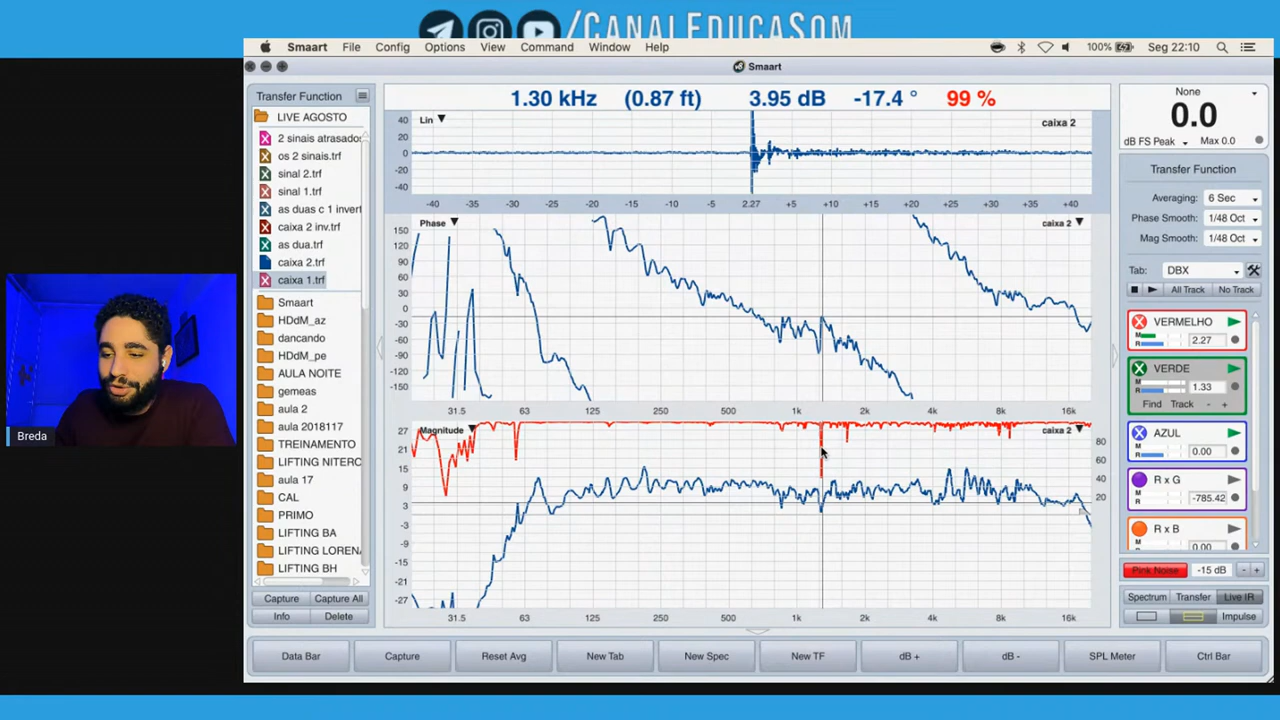 /CanalEducaSom
Smaart File Config Options View Command Window Help 100% Seg 22:10
Smaart
Transfer Function
LIVE AGOSTO
2 sinais atrasados
os 2 sinais.trf
sinal 2.trf
sinal 1.trf
as duas c 1 invert
caixa 2 inv.trf
as dua.trf
caixa 2.trf
caixa 1.trf
Smaart
HDdM_az
dancando
HDdM_pe
AULA NOITE
gemeas
aula 2
aula 2018117
TREINAMENTO
LIFTING NITERO
aula 17
CAL
PRIMO
LIFTING BA
LIFTING LORENA
LIFTING BH
Capture Capture All
Info Delete
1.30 kHz (0.87 ft) 3.95 dB -17.4 ° 99 %
Lin caixa 2
40
20
0
-20
-40
-40 -35 -30 -25 -20 -15 -10 -5 2.27 +5 +10 +15 +20 +25 +30 +35 +40
Phase caixa 2
150
120
90
60
30
0
-30
-60
-90
-120
-150
31.5 63 125 250 500 1k 2k 4k 8k 16k
Magnitude caixa 2
27
21
15
9
3
-3
-9
-15
-21
-27
80
60
40
20
31.5 63 125 250 500 1k 2k 4k 8k 16k
None
0.0
dB FS Peak Max 0.0
Transfer Function
Averaging: 6 Sec
Phase Smooth: 1/48 Oct
Mag Smooth: 1/48 Oct
Tab: DBX
All Track No Track
VERMELHO
M
R 2.27
VERDE
M
R 1.33
Find Track - +
AZUL
M
R 0.00
R x G
M
R -785.42
R x B
M
R 0.00
Pink Noise -15 dB - +
Spectrum Transfer Live IR
Impulse
Data Bar Capture Reset Avg New Tab New Spec New TF dB + dB - SPL Meter Ctrl Bar
Breda